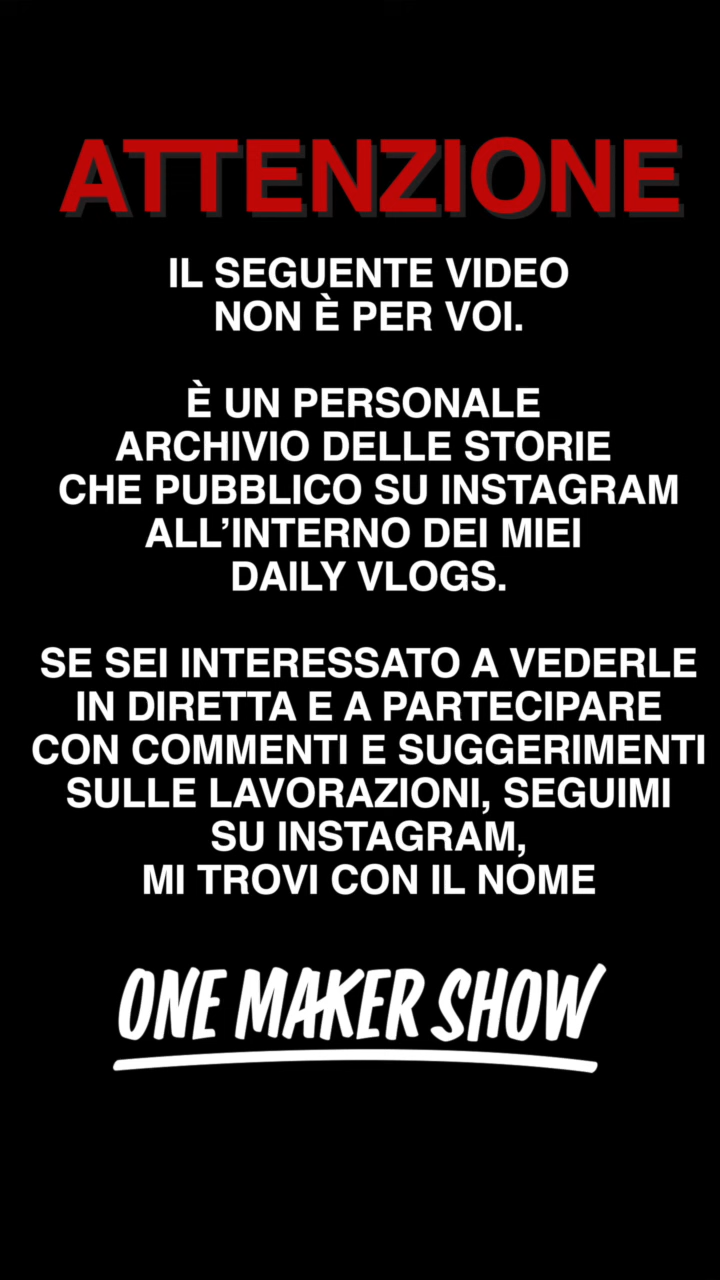 ATTENZIONE
IL SEGUENTE VIDEO
NON È PER VOI.
È UN PERSONALE
ARCHIVIO DELLE STORIE
CHE PUBBLICO SU INSTAGRAM
ALL’INTERNO DEI MIEI
DAILY VLOGS.
SE SEI INTERESSATO A VEDERLE
IN DIRETTA E A PARTECIPARE
CON COMMENTI E SUGGERIMENTI
SULLE LAVORAZIONI, SEGUIMI
SU INSTAGRAM,
MI TROVI CON IL NOME
ONE MAKER SHOW